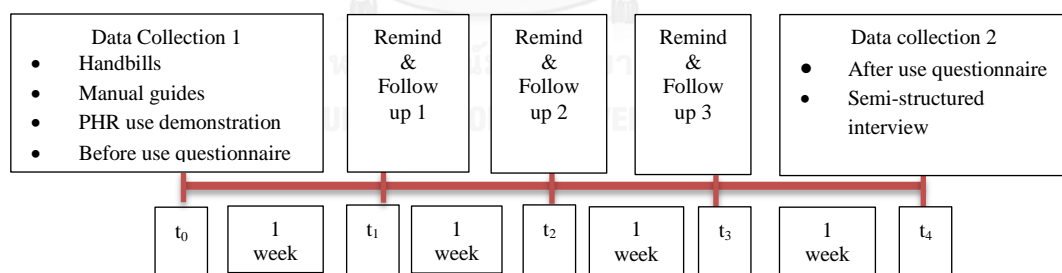 Data Collection 1
• Handbills
• Manual guides
• PHR use demonstration
• Before use questionnaire
Remind
&
Follow
up 1
Remind
&
Follow
up 2
Remind
&
Follow
up 3
Data collection 2
• After use questionnaire
• Semi-structured
interview
t0
1
week
t1
1
week
t2
1
week
t3
1
week
t4